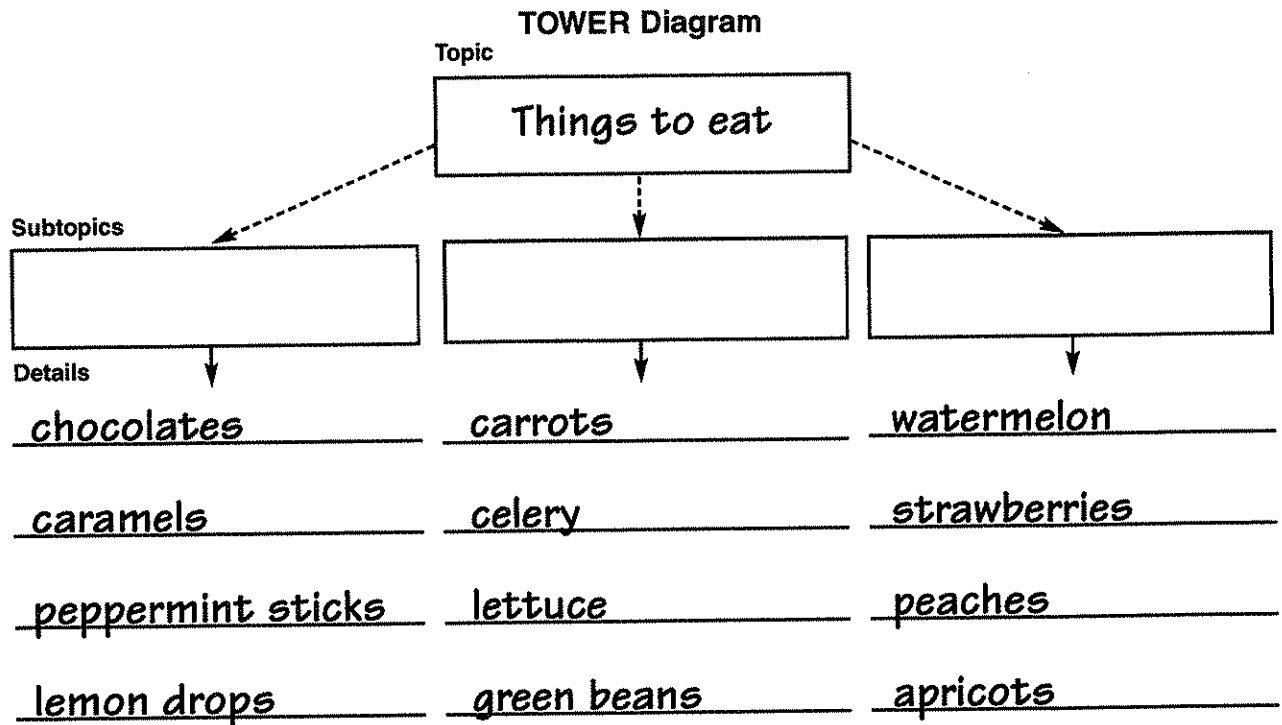 TOWER Diagram
Topic
Things to eat
Subtopics
Details
chocolates carrots watermelon
caramels celery strawberries
peppermint sticks lettuce peaches
lemon drops green beans apricots